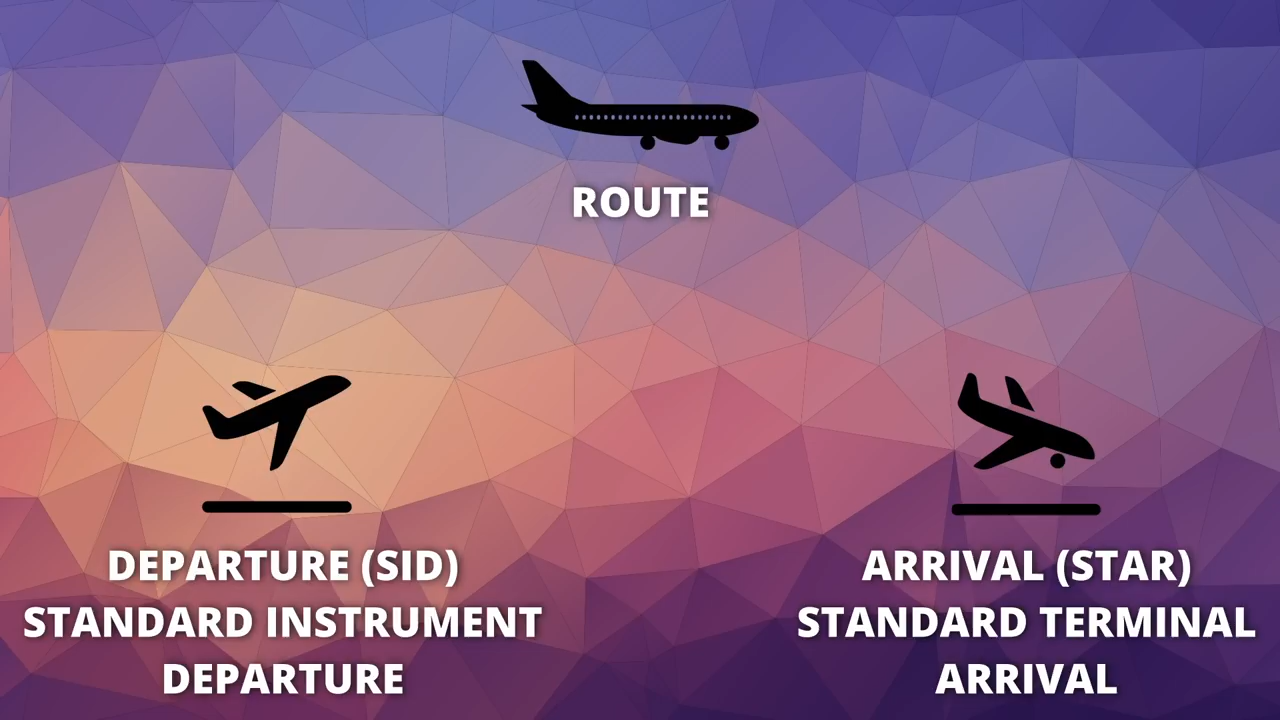 ROUTE
DEPARTURE (SID)
STANDARD INSTRUMENT
DEPARTURE
ARRIVAL (STAR)
STANDARD TERMINAL
ARRIVAL